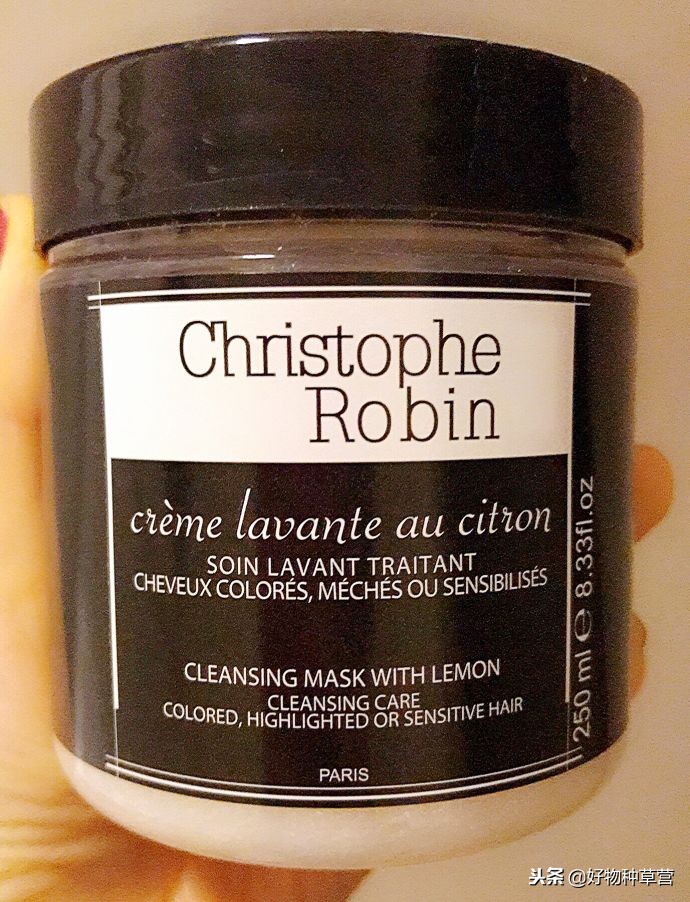 Christophe
Robin
crème lavante au citron
SOIN LAVANT TRAITANT
CHEVEUX COLORÉS, MÉCHÉS OU SENSIBILISÉS
CLEANSING MASK WITH LEMON
CLEANSING CARE
COLORED, HIGHLIGHTED OR SENSITIVE HAIR
PARIS
250 ml ℮ 8.33fl.oz
头条 @好物种草营